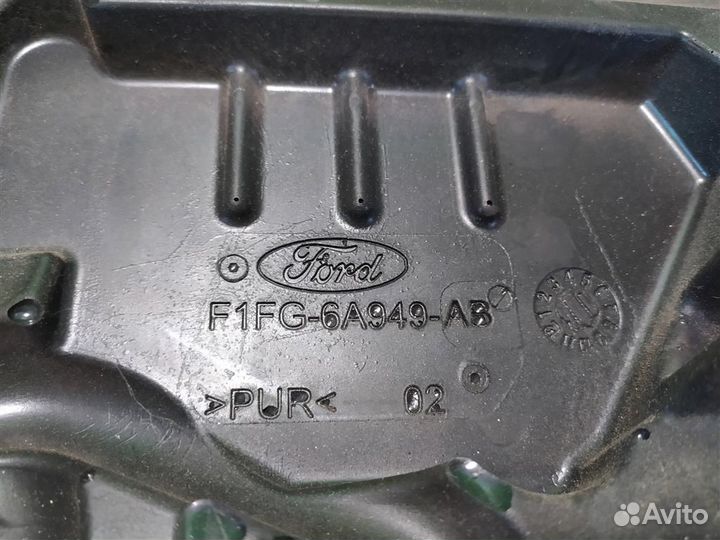 Ford
F1FG-6A949-AB
>PUR< 02
Avito